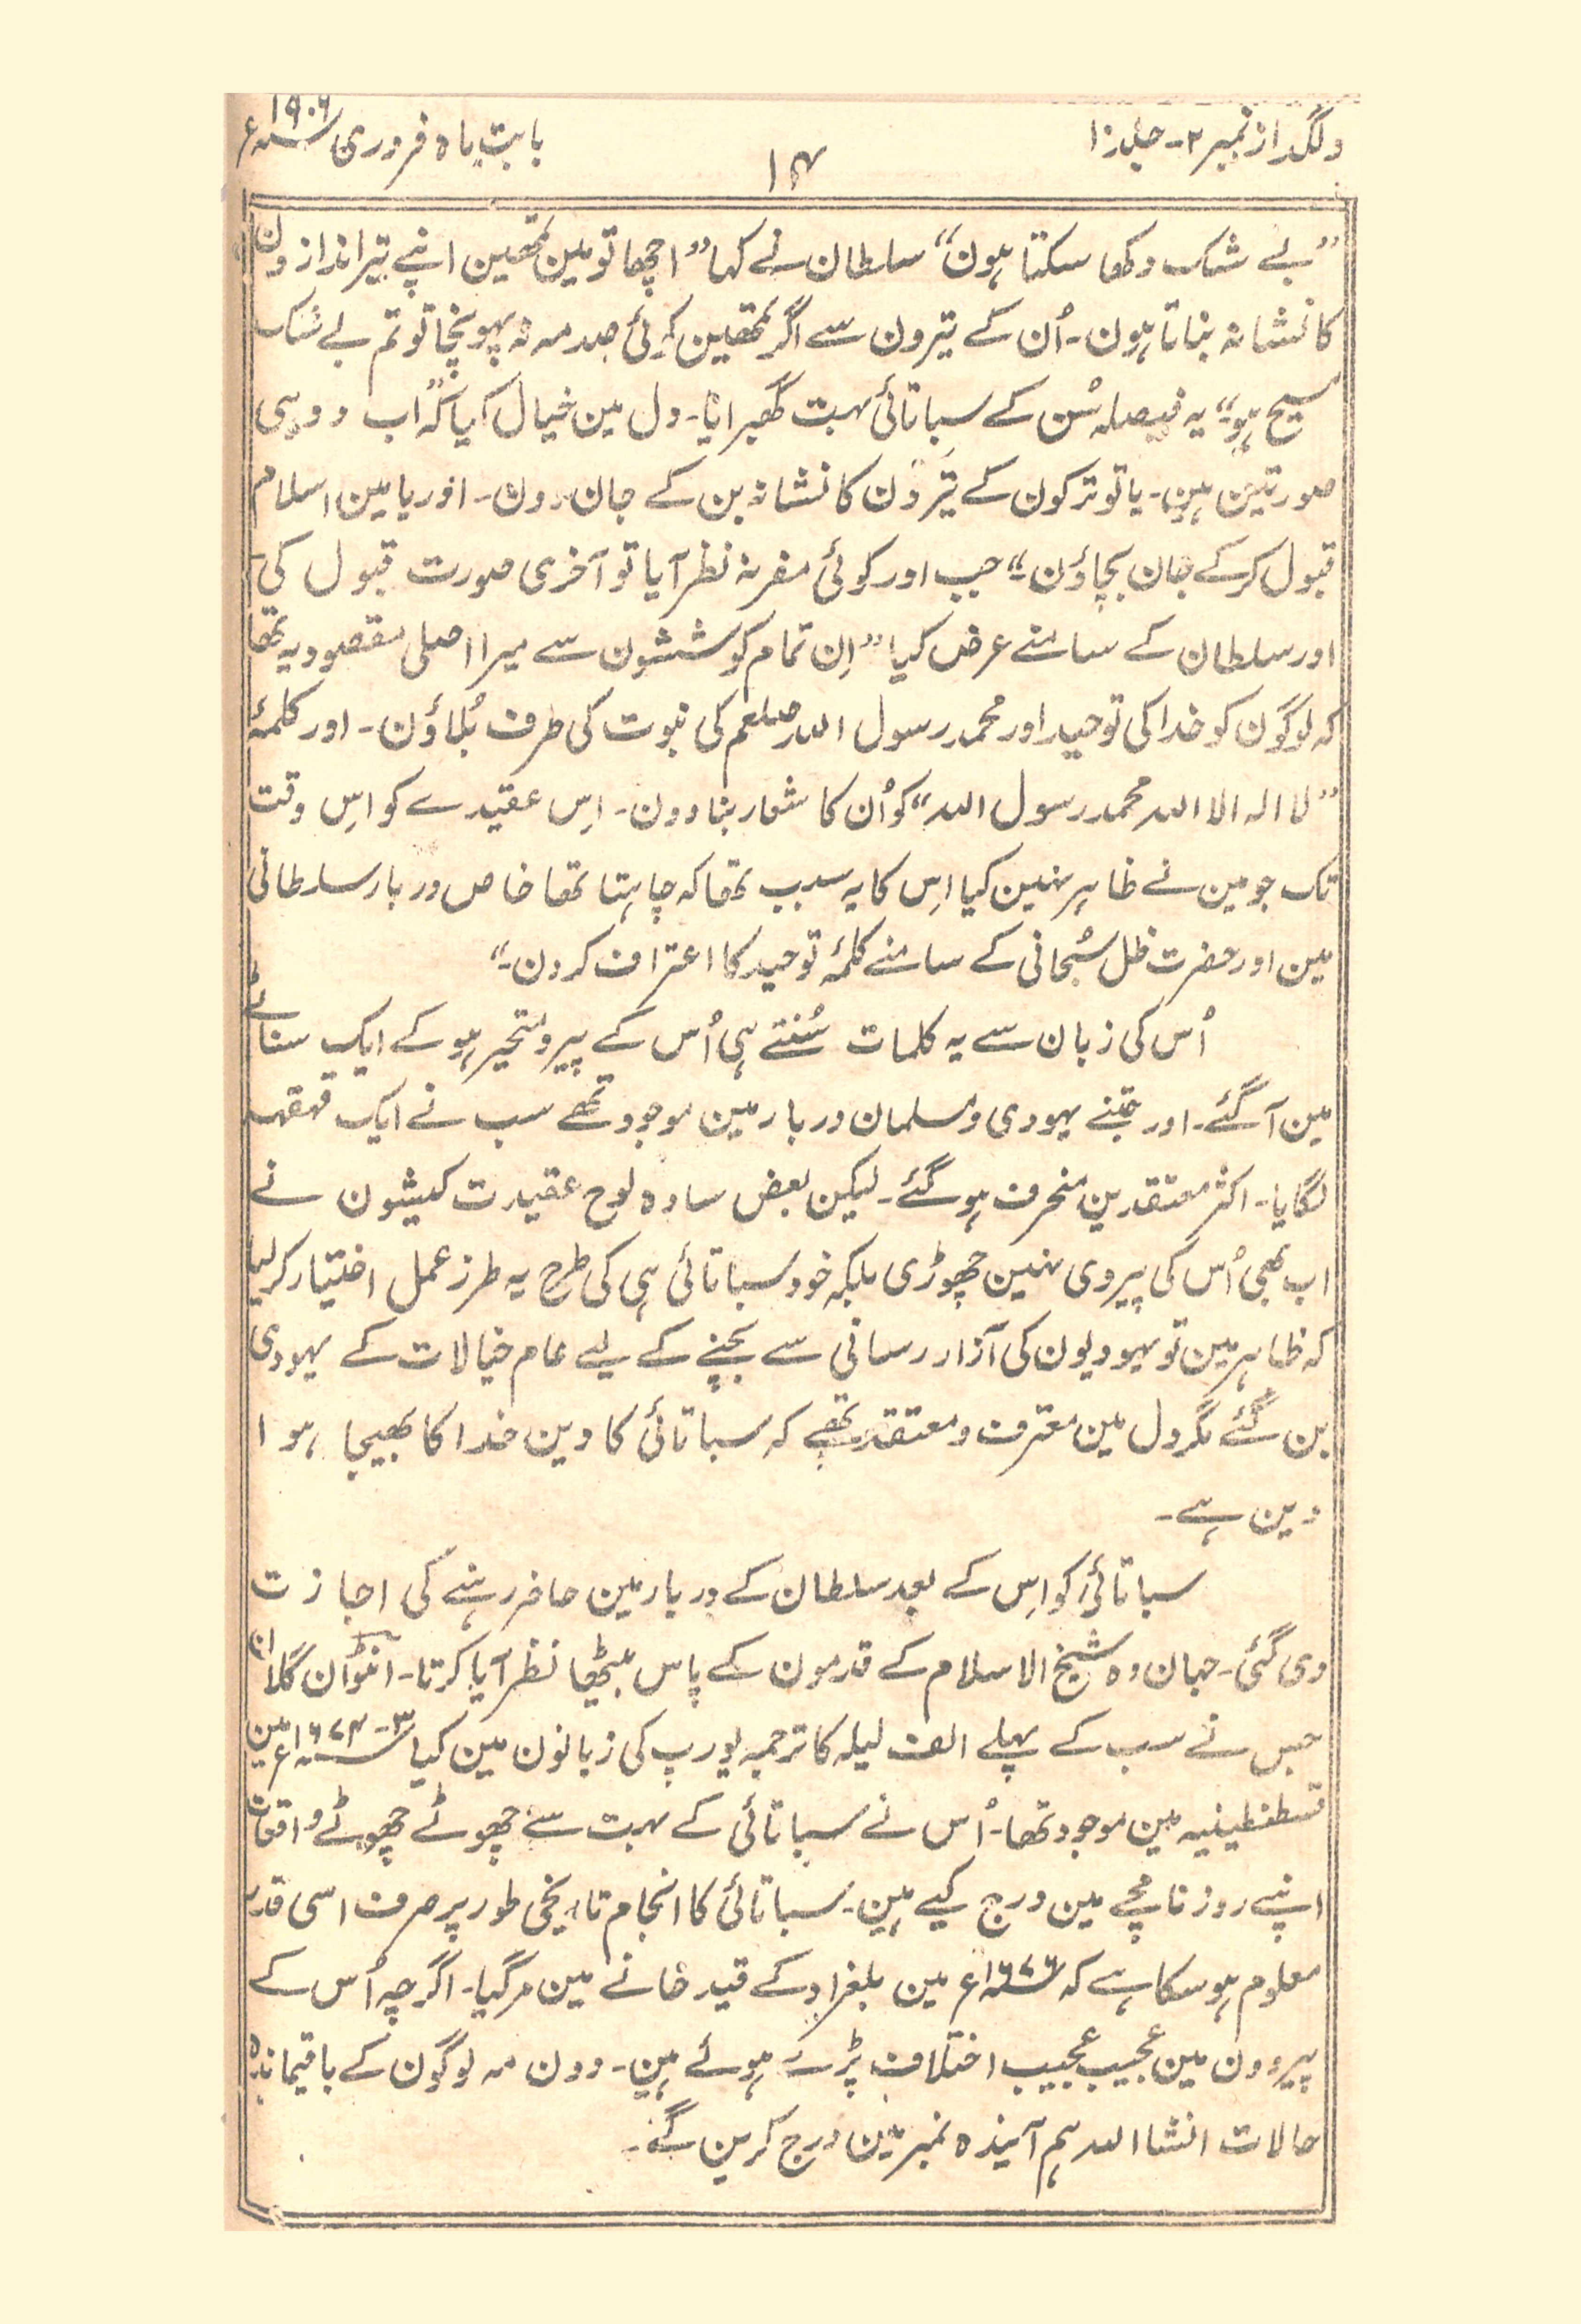 دلگداز نمبر ۲ - جلد ۱۰
۱۴
بابت ماہ فروری سنہ ۱۹۰۶ء
”بے شک دکھا سکتا ہون“ سلطان نے کہا ”اچھا تو مین تمھین اپنے تیر اندازون
کا نشانہ بناتا ہون۔ اُن کے تیرون سے اگر تمھین کوئی صدمہ نہ پہونچا تو تم بے شک
مسیح ہو۔“ یہ فیصلہ سُن کے سباتائی بہت گھبرایا۔ دل مین خیال کیا کہ ”اب دو ہی
صورتین ہین۔ یا تو ترکون کے تیرون کا نشانہ بن کے جان دون۔ اور یا مین اسلام
قبول کر کے جان بچاؤن۔“ جب اور کوئی مفر نہ نظر آیا تو آخری صورت قبول کی
اور سلطان کے سامنے عرض کیا ”اِن تمام کوششون سے میرا اصلی مقصود یہ تھا
کہ لوگون کو خدا کی توحید اور محمد رسول اللہ صلعم کی نبوت کی طرف بُلاؤن۔ اور کلمۂ
”لا الہ الا اللہ محمد رسول اللہ“ کو اُن کا شعار بنا دون۔ اِس عقیدے کو اِس وقت
تک جو مین نے ظاہر نہین کیا اِس کا یہ سبب تھا کہ چاہتا تھا خاص دربار سلطانی
مین اور حضرت ظل سُبحانی کے سامنے کلمۂ توحید کا اعتراف کرون۔“
اُس کی زبان سے یہ کلمات سُنتے ہی اُس کے پیرو متحیر ہو کے ایک سناٹے
مین آ گئے۔ اور جتنے یہودی و مسلمان دربار مین موجود تھے سب نے ایک قہقہہ
لگایا۔ اکثر معتقدین منحرف ہو گئے۔ لیکن بعض سادہ لوح عقیدت کیشون نے
اب بھی اُس کی پیروی نہین چھوڑی بلکہ خود سباتائی ہی کی طرح یہ طرز عمل اختیار کر لیا
کہ ظاہر مین تو یہودیون کی آزار رسانی سے بچنے کے لیے عام خیالات کے یہودی
بن گئے مگر دل مین معترف و معتقد تھے کہ سباتائی کا دین خدا کا بھیجا ہوا
دین ہے۔
سباتائی کو اِس کے بعد سلطان کے دربار مین حاضر رہنے کی اجازت
دی گئی۔ جہان وہ شیخ الاسلام کے قدمون کے پاس بیٹھا نظر آیا کرتا۔ انٹوان گلاان
جس نے سب کے پہلے الف لیلہ کا ترجمہ یورپ کی زبانون مین کیا سنہ ۳-۱۶۷۴ء مین
قسطنطینیہ مین موجود تھا۔ اُس نے سباتائی کے بہت سے چھوٹے چھوٹے واقعات
اپنے روزنامچے مین درج کیے ہین۔ سباتائی کا انجام تاریخی طور پر صرف اسی قدر
معلوم ہو سکا ہے کہ سنہ ۱۶۷۶ء مین بلغراد کے قید خانے مین مر گیا۔ اگرچہ اُس کے
پیروون مین عجیب عجیب اختلاف پڑے ہوئے ہین۔ دون مہ لوگون کے باقیماندہ
حالات انشا اللہ ہم آیندہ نمبر مین درج کرین گے۔